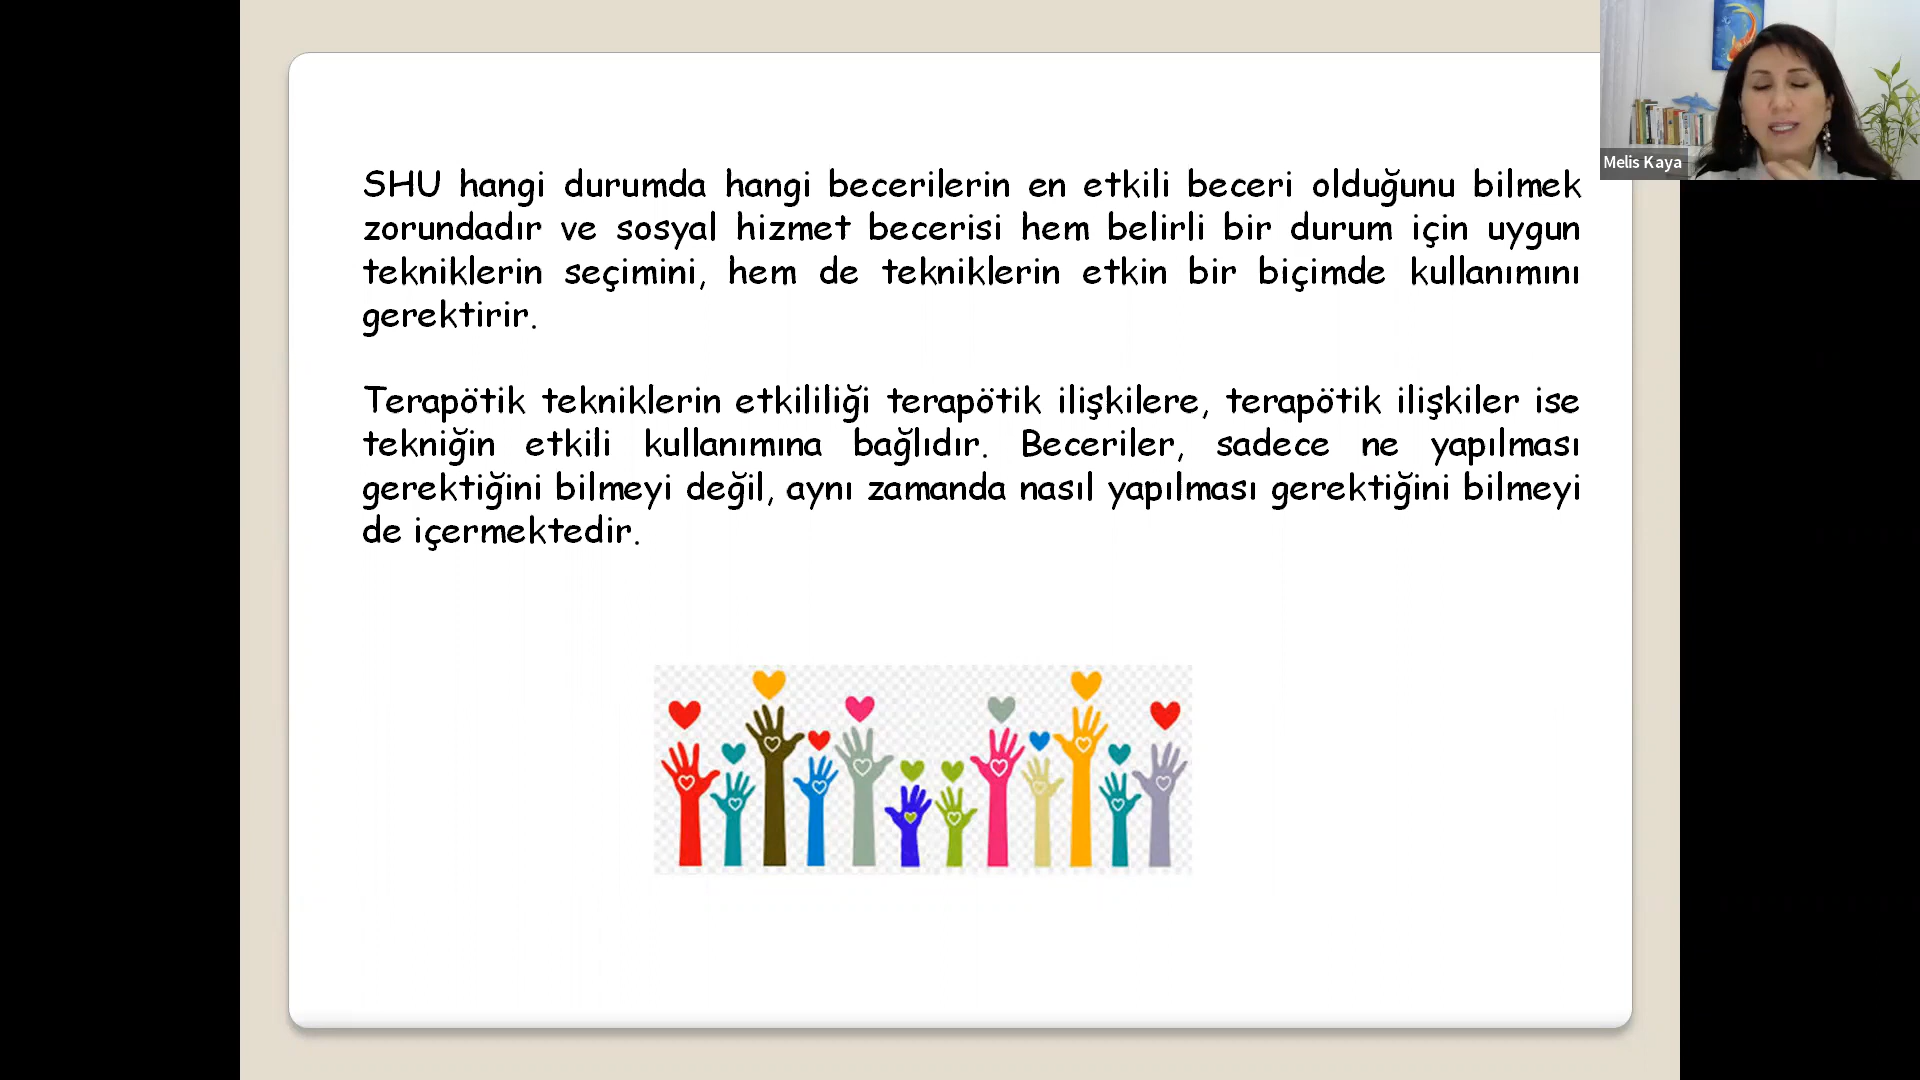 SHU hangi durumda hangi becerilerin en etkili beceri olduğunu bilmek
zorundadır ve sosyal hizmet becerisi hem belirli bir durum için uygun
tekniklerin seçimini, hem de tekniklerin etkin bir biçimde kullanımını
gerektirir.
Terapötik tekniklerin etkililiği terapötik ilişkilere, terapötik ilişkiler ise
tekniğin etkili kullanımına bağlıdır. Beceriler, sadece ne yapılması
gerektiğini bilmeyi değil, aynı zamanda nasıl yapılması gerektiğini bilmeyi
de içermektedir.
Melis Kaya